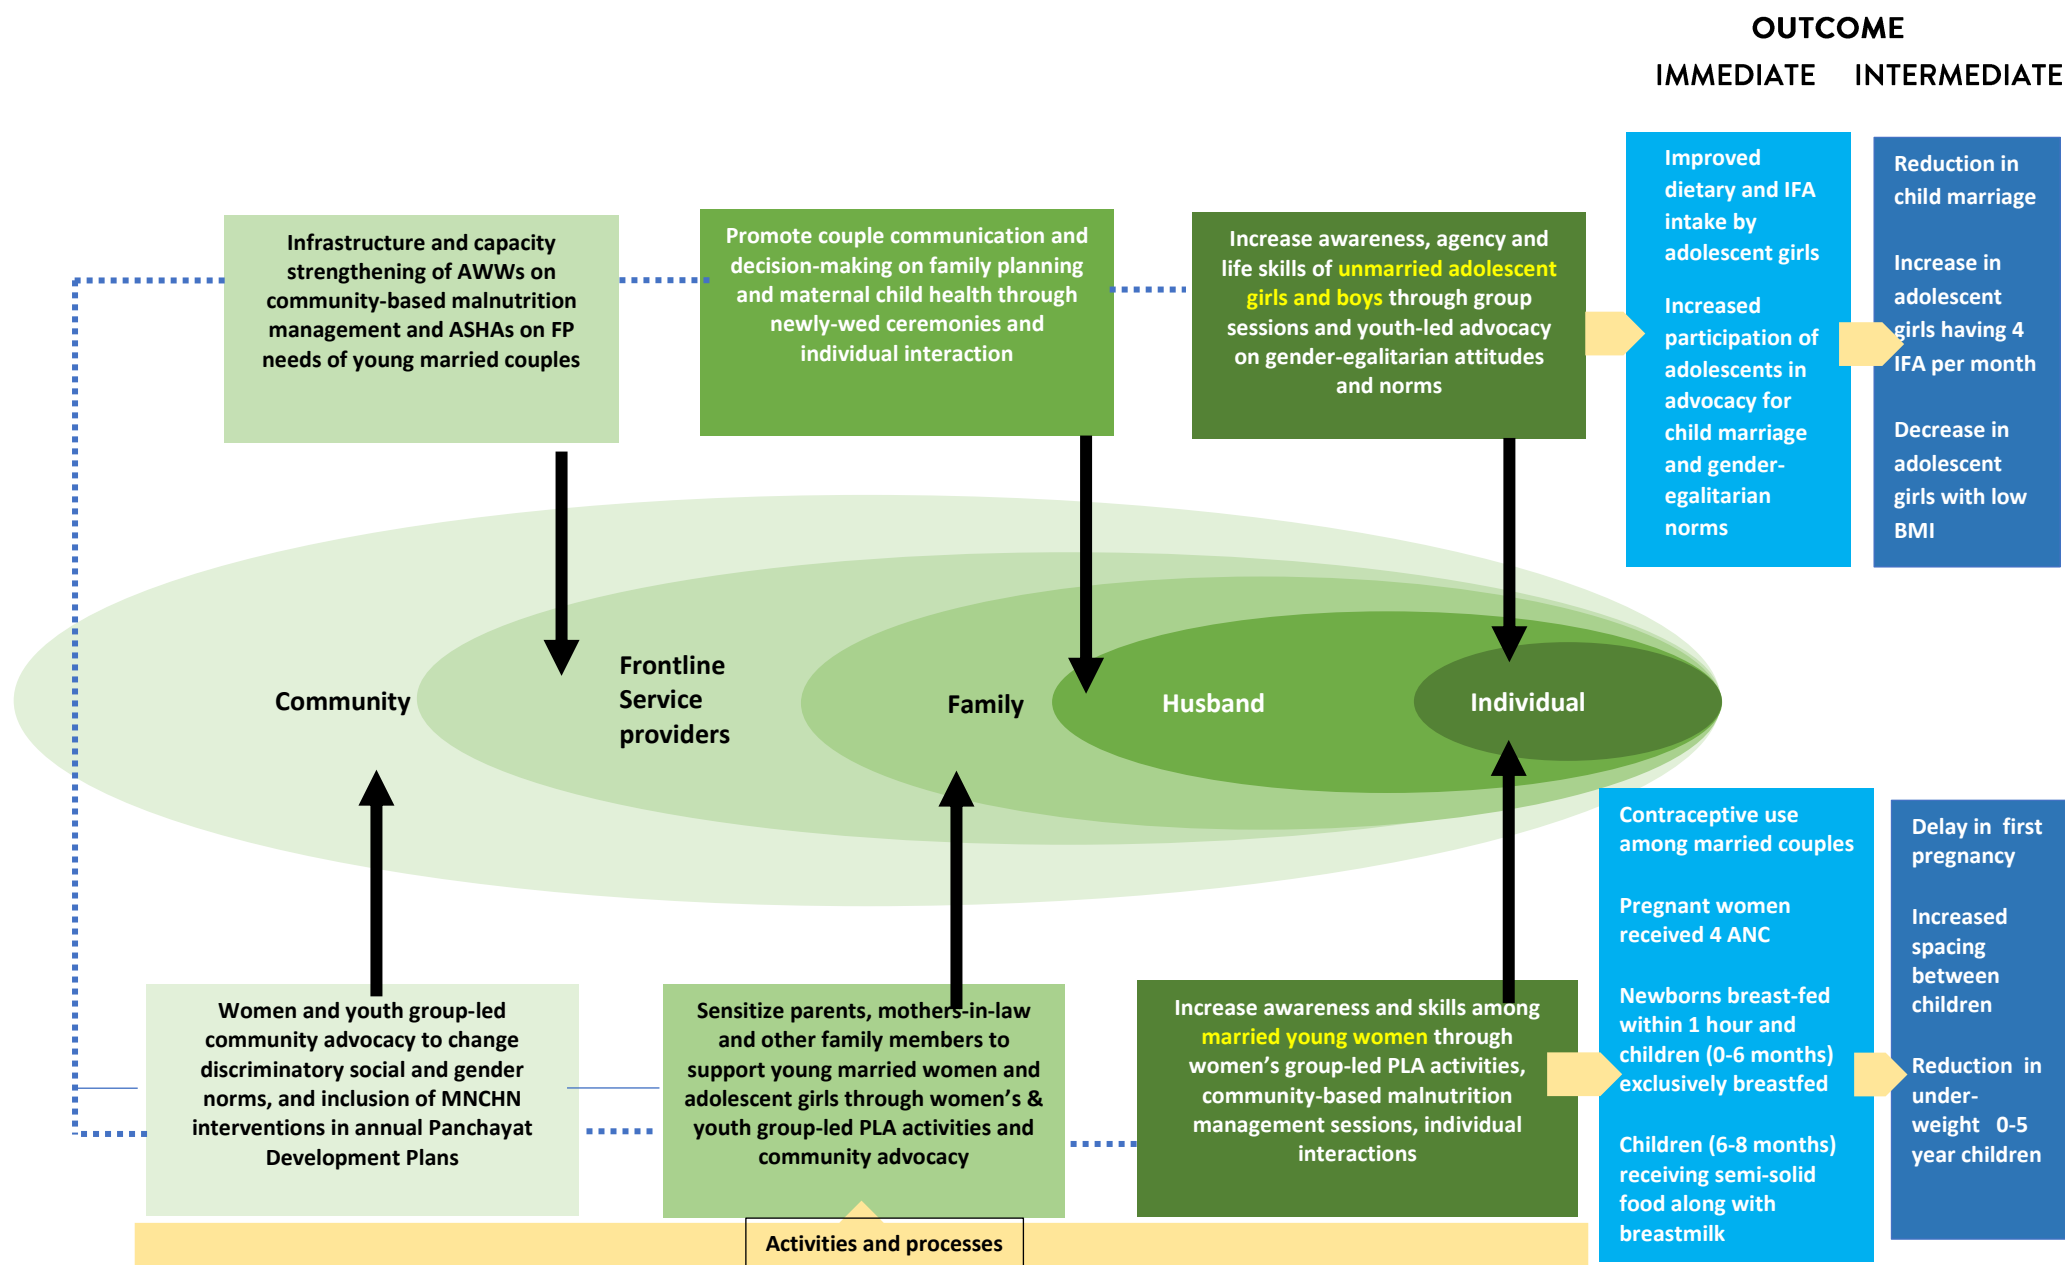 OUTCOME
IMMEDIATE
INTERMEDIATE
Infrastructure and capacity
strengthening of AWWs on
community-based malnutrition
management and ASHAs on FP
needs of young married couples
Promote couple communication and
decision-making on family planning
and maternal child health through
newly-wed ceremonies and
individual interaction
Increase awareness, agency and
life skills of unmarried adolescent
girls and boys through group
sessions and youth-led advocacy
on gender-egalitarian attitudes
and norms
Improved
dietary and IFA
intake by
adolescent girls
Increased
participation of
adolescents in
advocacy for
child marriage
and gender-
egalitarian
norms
Reduction in
child marriage
Increase in
adolescent
girls having 4
IFA per month
Decrease in
adolescent
girls with low
BMI
Community
Frontline
Service
providers
Family
Husband
Individual
Women and youth group-led
community advocacy to change
discriminatory social and gender
norms, and inclusion of MNCHN
interventions in annual Panchayat
Development Plans
Sensitize parents, mothers-in-law
and other family members to
support young married women and
adolescent girls through women's &
youth group-led PLA activities and
community advocacy
Increase awareness and skills among
married young women through
women's group-led PLA activities,
community-based malnutrition
management sessions, individual
interactions
Contraceptive use
among married couples
Pregnant women
received 4 ANC
Newborns breast-fed
within 1 hour and
children (0-6 months)
exclusively breastfed
Children (6-8 months)
receiving semi-solid
food along with
breastmilk
Delay in first
pregnancy
Increased
spacing
between
children
Reduction in
under-
weight 0-5
year children
Activities and processes